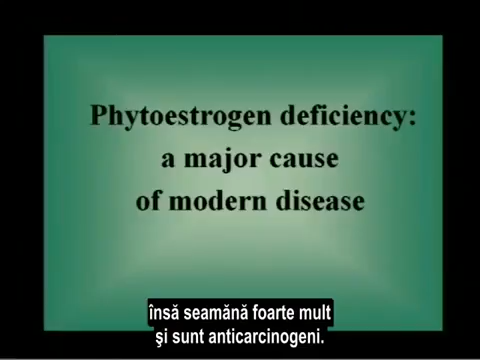 Phytoestrogen deficiency:
a major cause
of modern disease
însă seamănă foarte mult
şi sunt anticarcinogeni.